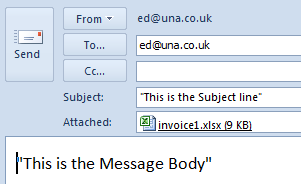 From ed@una.co.uk
Send
To... ed@una.co.uk
Cc...
Subject: "This is the Subject line"
Attached: invoice1.xlsx (9 KB)
"This is the Message Body"